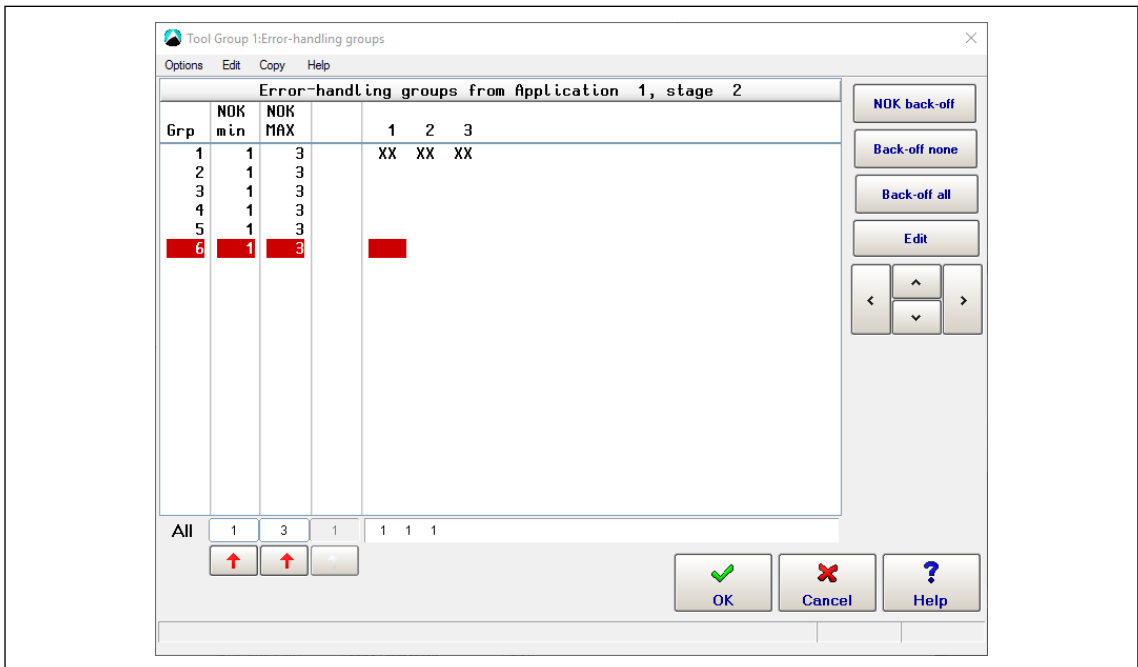 Tool Group 1:Error-handling groups
Options Edit Copy Help
Error-handling groups from Application 1, stage 2
NOK NOK
Grp min MAX 1 2 3
1 1 3 XX XX XX
2 1 3
3 1 3
4 1 3
5 1 3
6 1 3
NOK back-off
Back-off none
Back-off all
Edit
All 1 3 1 1 1 1
OK Cancel Help